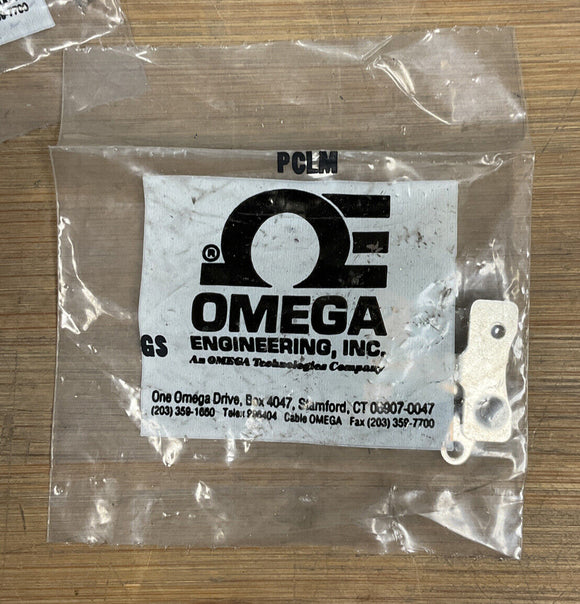 7700
PCLM
®
OMEGA
ENGINEERING, INC.
An OMEGA Technologies Company
GS
One Omega Drive, Box 4047, Stamford, CT 06907-0047
(203) 359-1660 Telex 996404 Cable OMEGA Fax (203) 359-7700